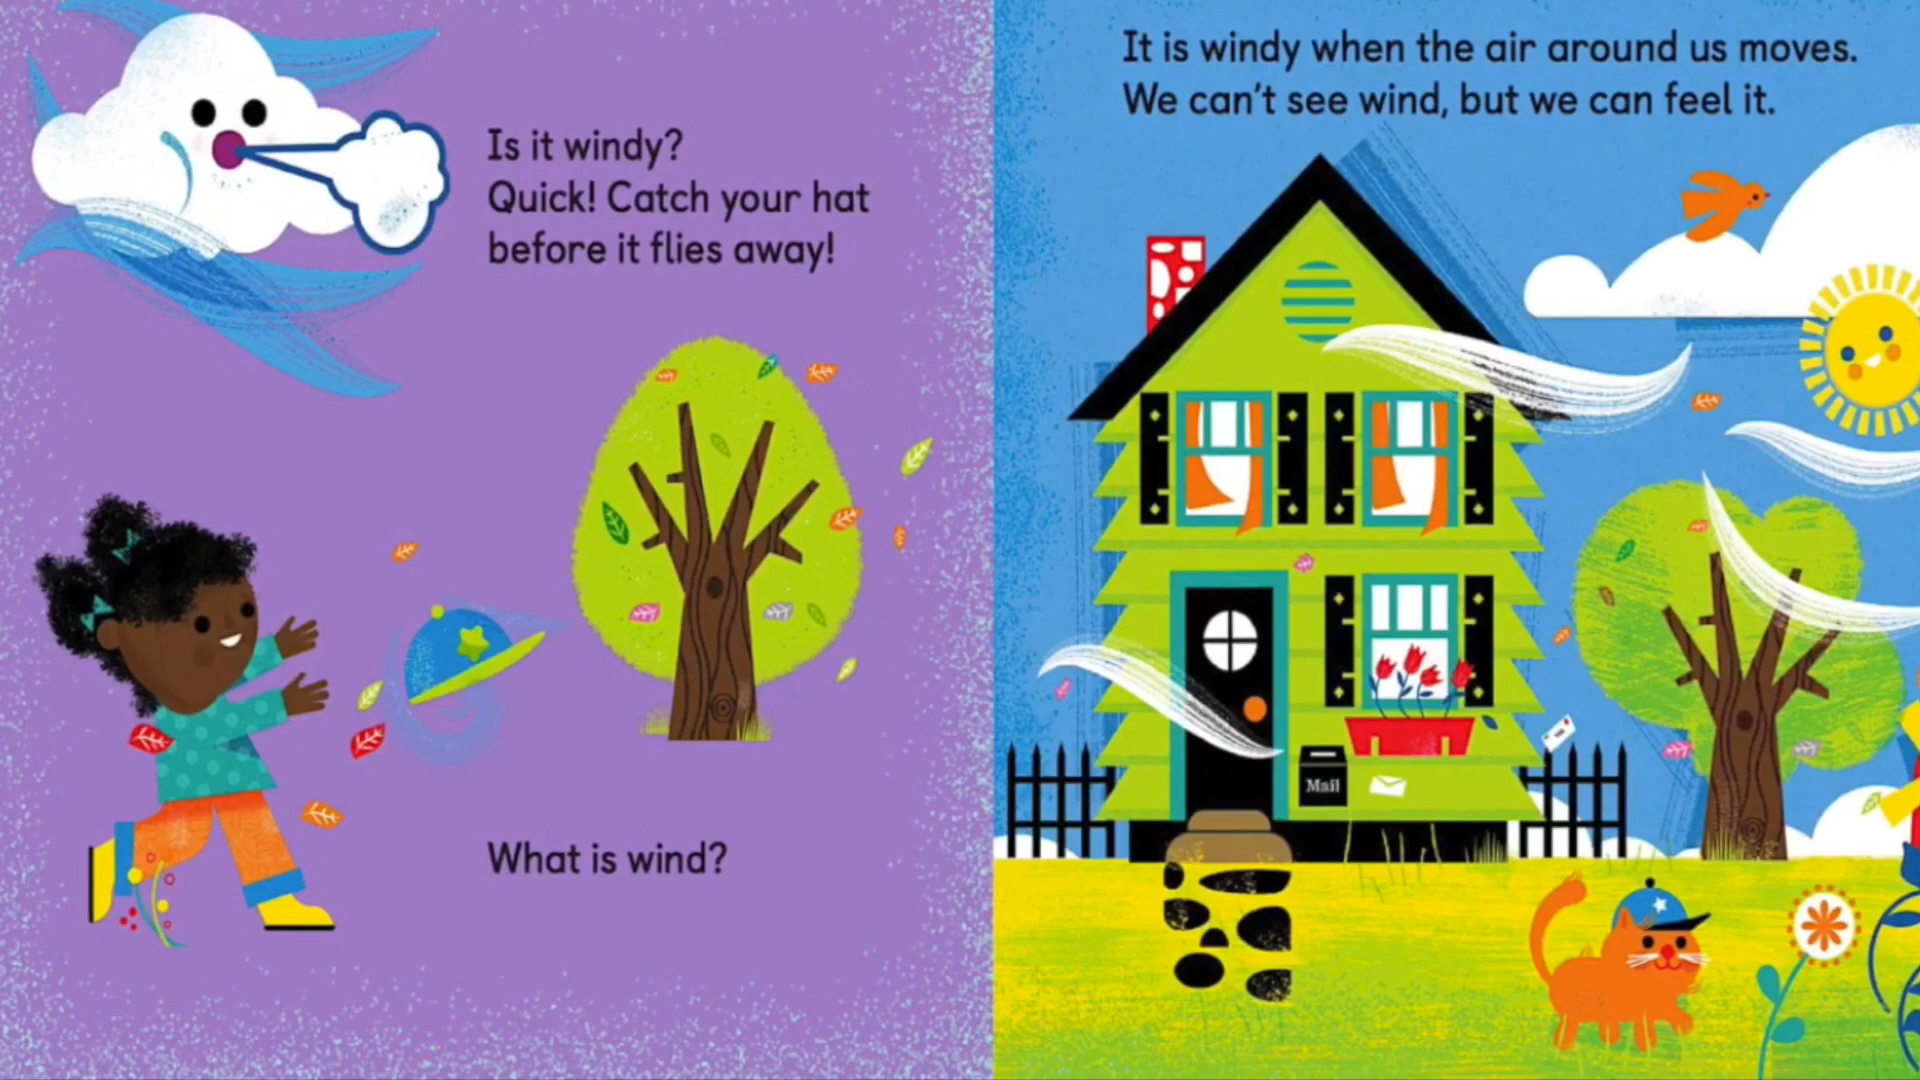 Is it windy?
Quick! Catch your hat
before it flies away!
What is wind?
It is windy when the air around us moves.
We can't see wind, but we can feel it.
Mail